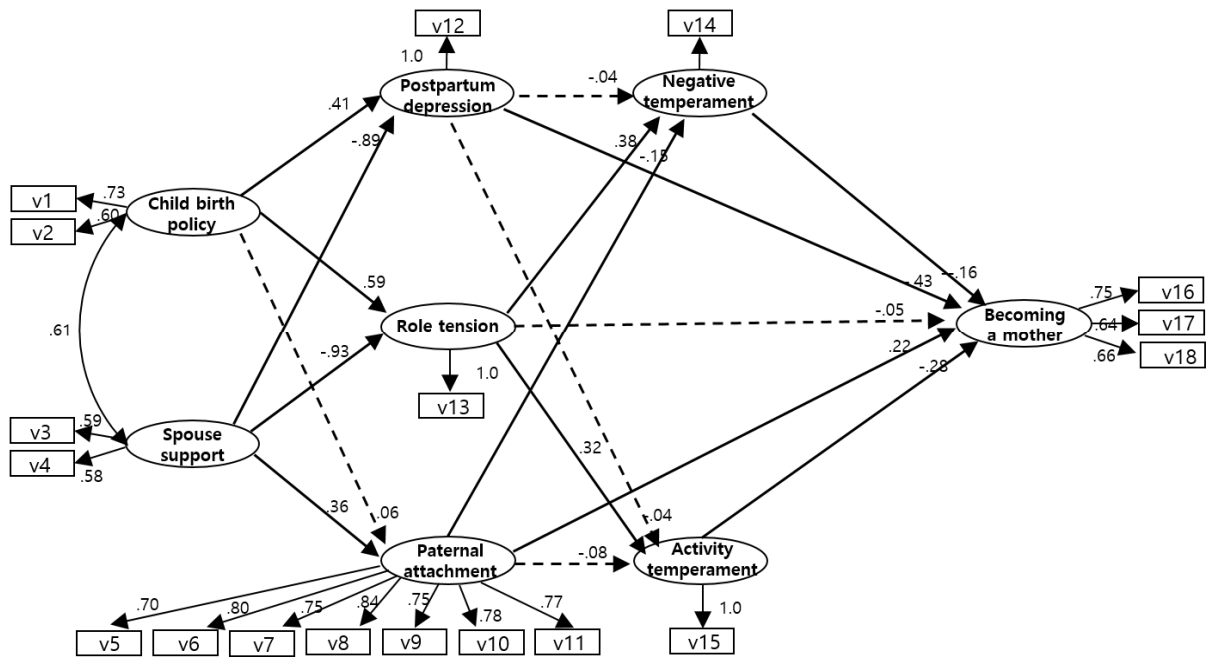 v12
v14
1.0
Postpartum
depression
-.04
Negative
temperament
.41
-.89
.38
-.15
v1
.73
Child birth
policy
v2
.60
.59
-.43
-.16
.75
v16
.61
Role tension
-.05
Becoming
a mother
.64
v17
-.93
.22
.66
v18
1.0
-.28
v13
v3
.59
Spouse
support
v4
.58
.32
.36
.06
-.04
Paternal
attachment
-.08
Activity
temperament
.70
.80
.75
.84
.75
.78
.77
1.0
v5
v6
v7
v8
v9
v10
v11
v15